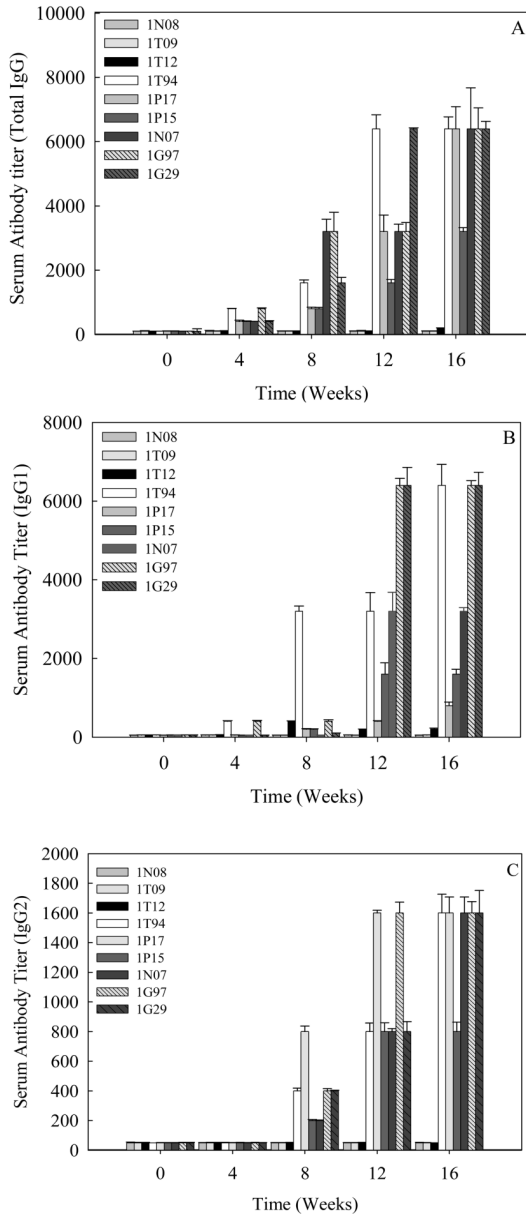 A
1N08
1T09
1T12
1T94
1P17
1P15
1N07
1G97
1G29
8000
6000
4000
2000
0
Serum Atibody titer (Total IgG)
0 4 8 12 16
Time (Weeks)
B
1N08
1T09
1T12
1T94
1P17
1P15
1N07
1G97
1G29
8000
6000
4000
2000
0
Serum Antibody Titer (IgG1)
0 4 8 12 16
Time (Weeks)
C
1N08
1T09
1T12
1T94
1P17
1P15
1N07
1G97
1G29
2000
1800
1600
1400
1200
1000
800
600
400
200
0
Serum Antibody Titer (IgG2)
0 4 8 12 16
Time (Weeks)